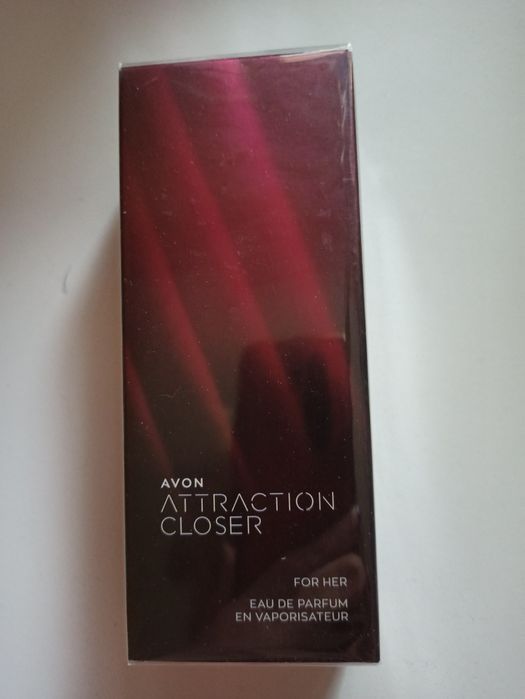 AVON
ATTRACTION
CLOSER
FOR HER
EAU DE PARFUM
EN VAPORISATEUR